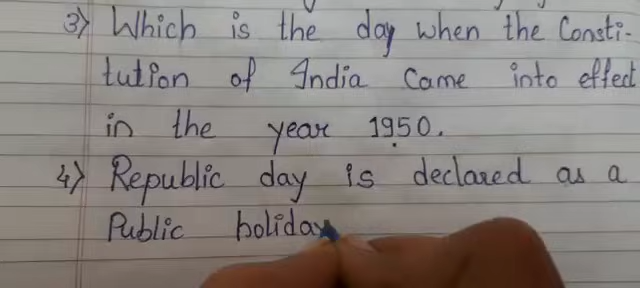 3) Which is the day when the Consti-
tution of India Came into effect
in the year 1950.
4) Republic day is declared as a
Public holiday